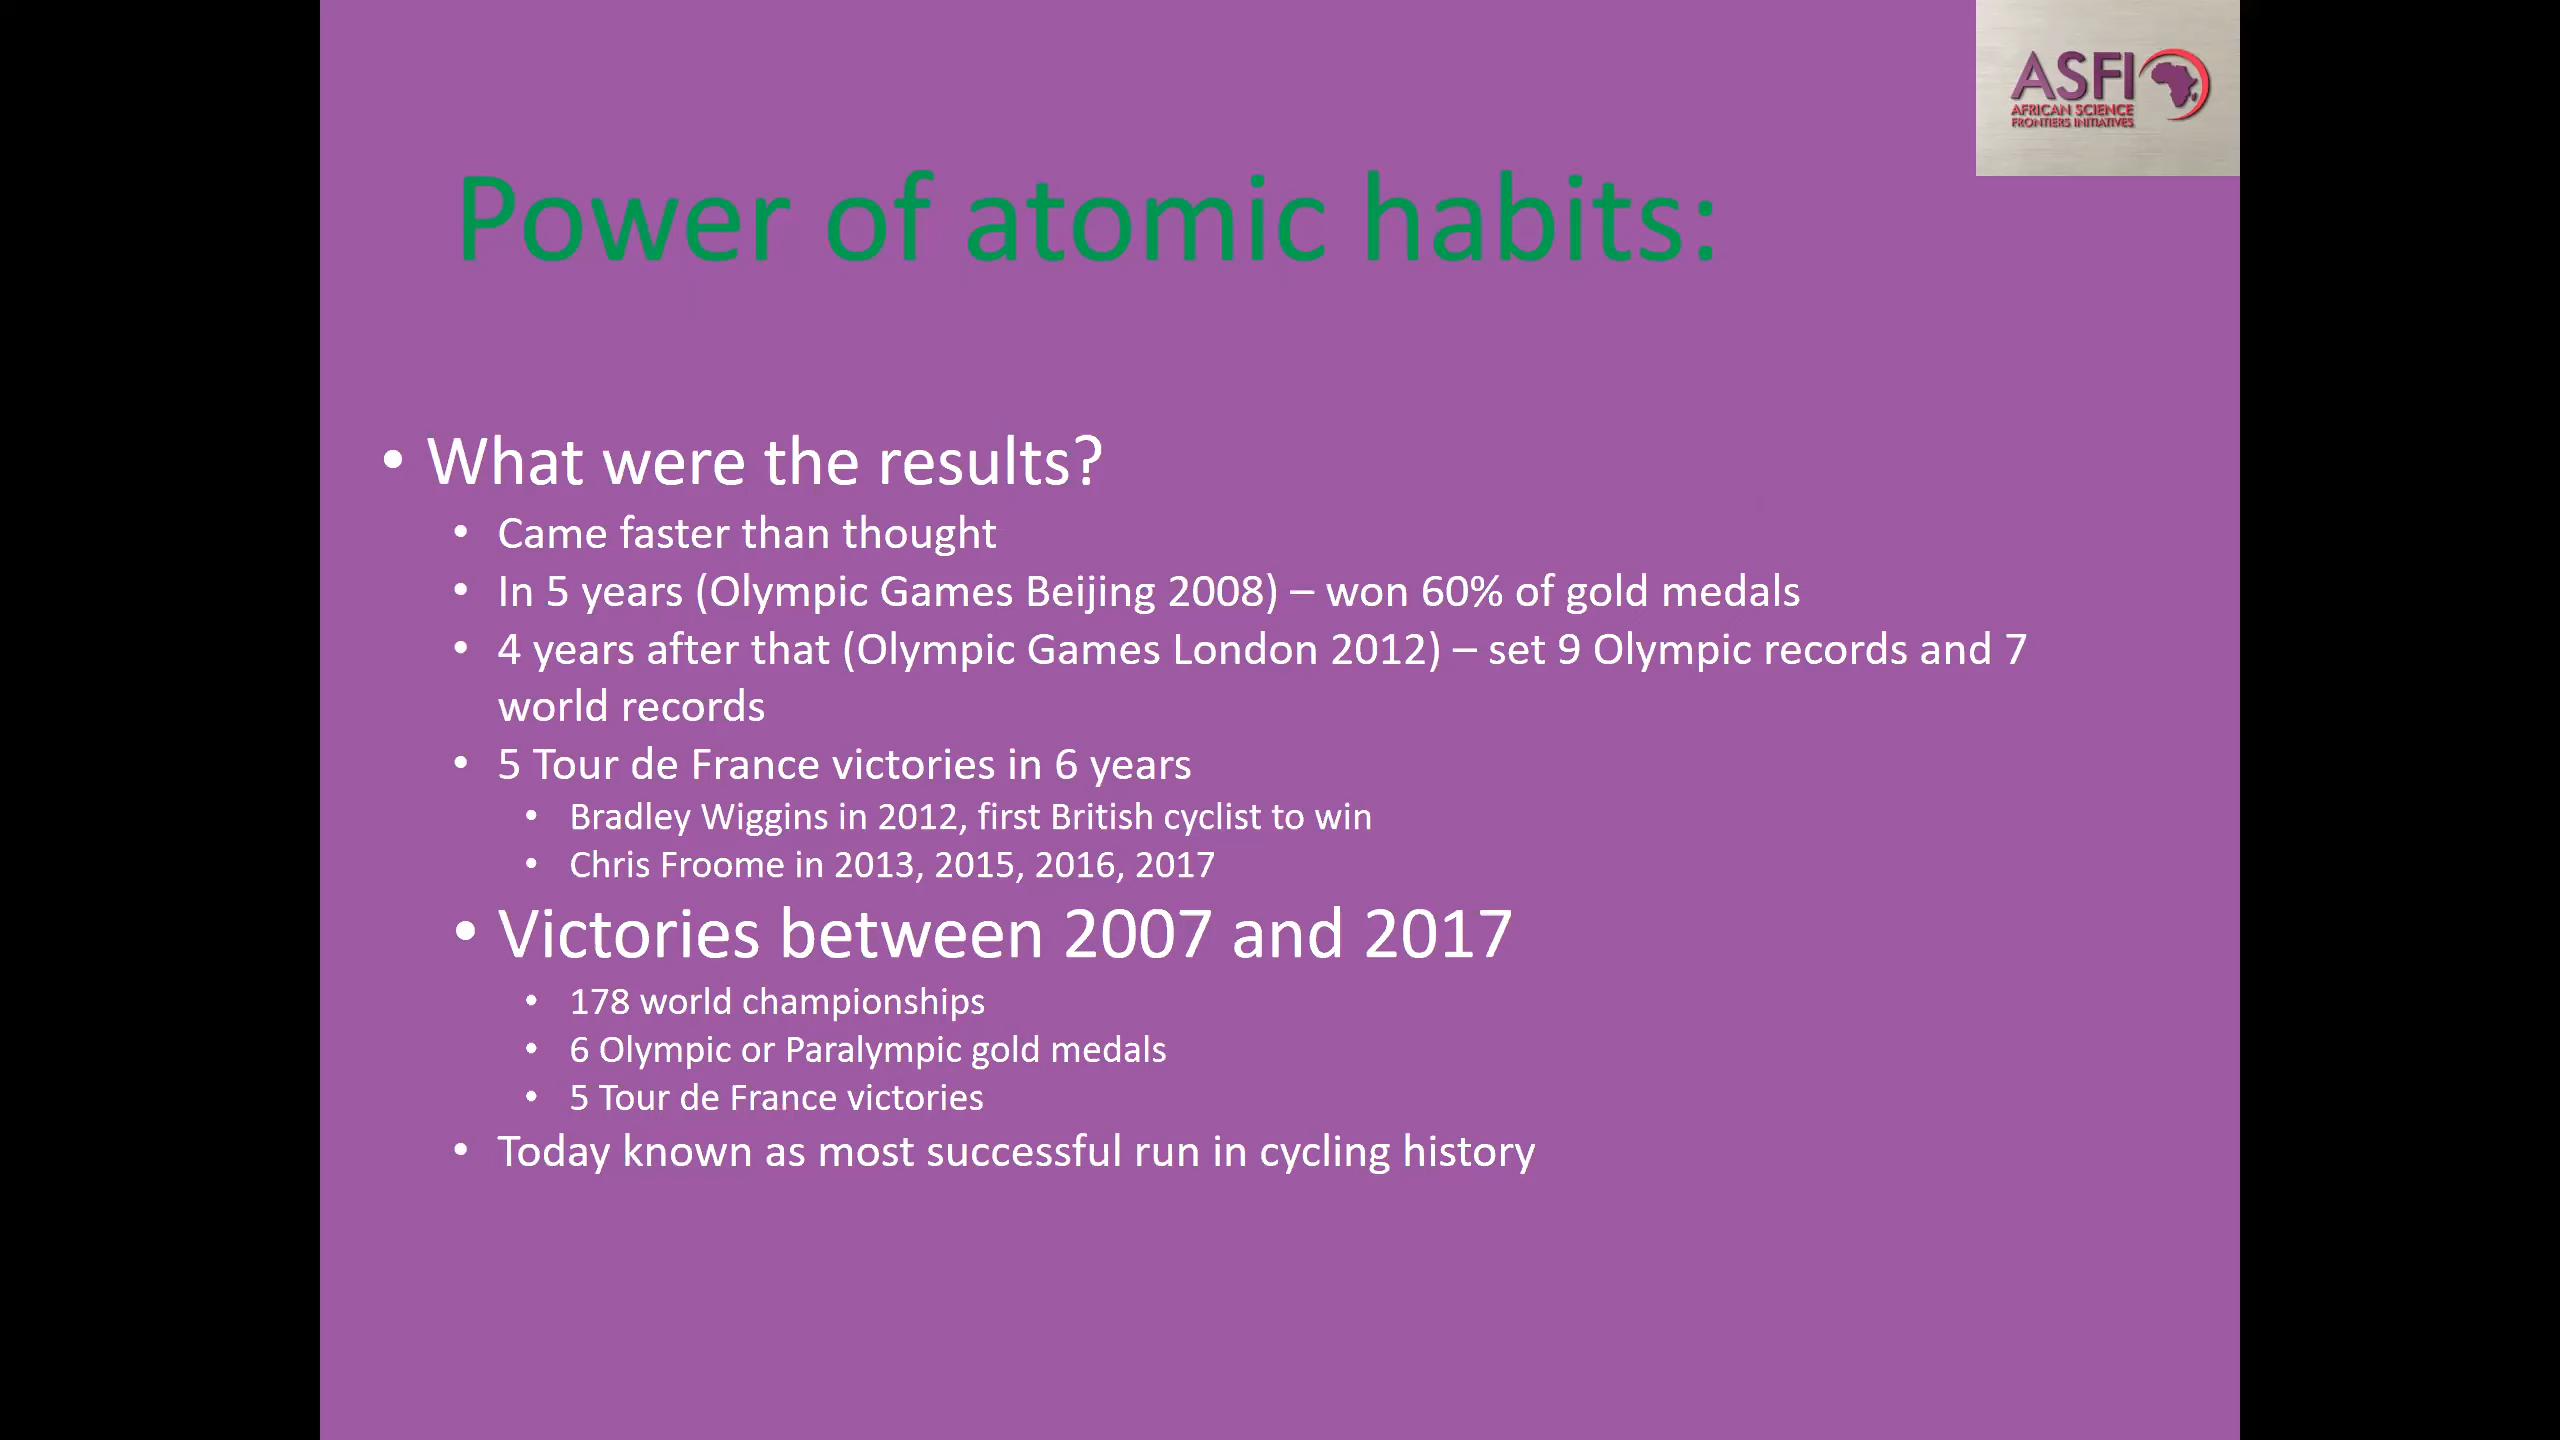 ASFI
AFRICAN SCIENCE
FRONTIERS INITIATIVES
Power of atomic habits:
• What were the results?
• Came faster than thought
• In 5 years (Olympic Games Beijing 2008) – won 60% of gold medals
• 4 years after that (Olympic Games London 2012) – set 9 Olympic records and 7
world records
• 5 Tour de France victories in 6 years
• Bradley Wiggins in 2012, first British cyclist to win
• Chris Froome in 2013, 2015, 2016, 2017
• Victories between 2007 and 2017
• 178 world championships
• 6 Olympic or Paralympic gold medals
• 5 Tour de France victories
• Today known as most successful run in cycling history